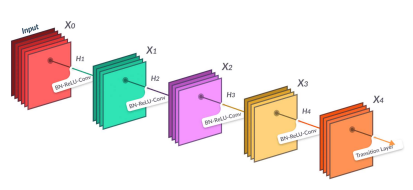 Input
X0
H1
BN-ReLU-Conv
X1
H2
BN-ReLU-Conv
X2
H3
BN-ReLU-Conv
X3
H4
BN-ReLU-Conv
X4
Transition Layer